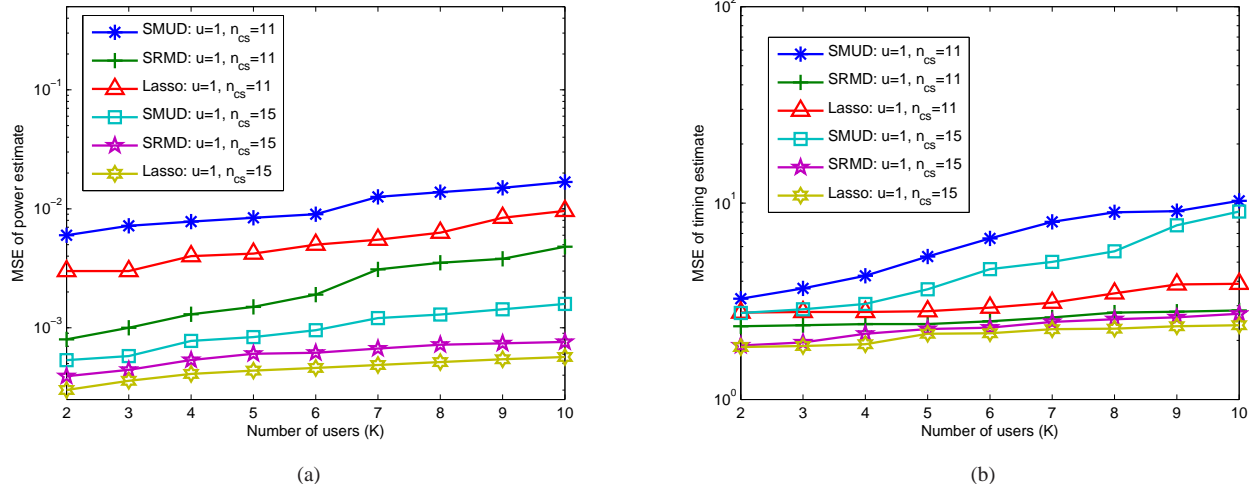 SMUD: u=1, n_cs=11
SRMD: u=1, n_cs=11
Lasso: u=1, n_cs=11
SMUD: u=1, n_cs=15
SRMD: u=1, n_cs=15
Lasso: u=1, n_cs=15
10^-1
10^-2
10^-3
MSE of power estimate
2 3 4 5 6 7 8 9 10
Number of users (K)
(a)
SMUD: u=1, n_cs=11
SRMD: u=1, n_cs=11
Lasso: u=1, n_cs=11
SMUD: u=1, n_cs=15
SRMD: u=1, n_cs=15
Lasso: u=1, n_cs=15
10^2
10^1
10^0
MSE of timing estimate
2 3 4 5 6 7 8 9 10
Number of users (K)
(b)